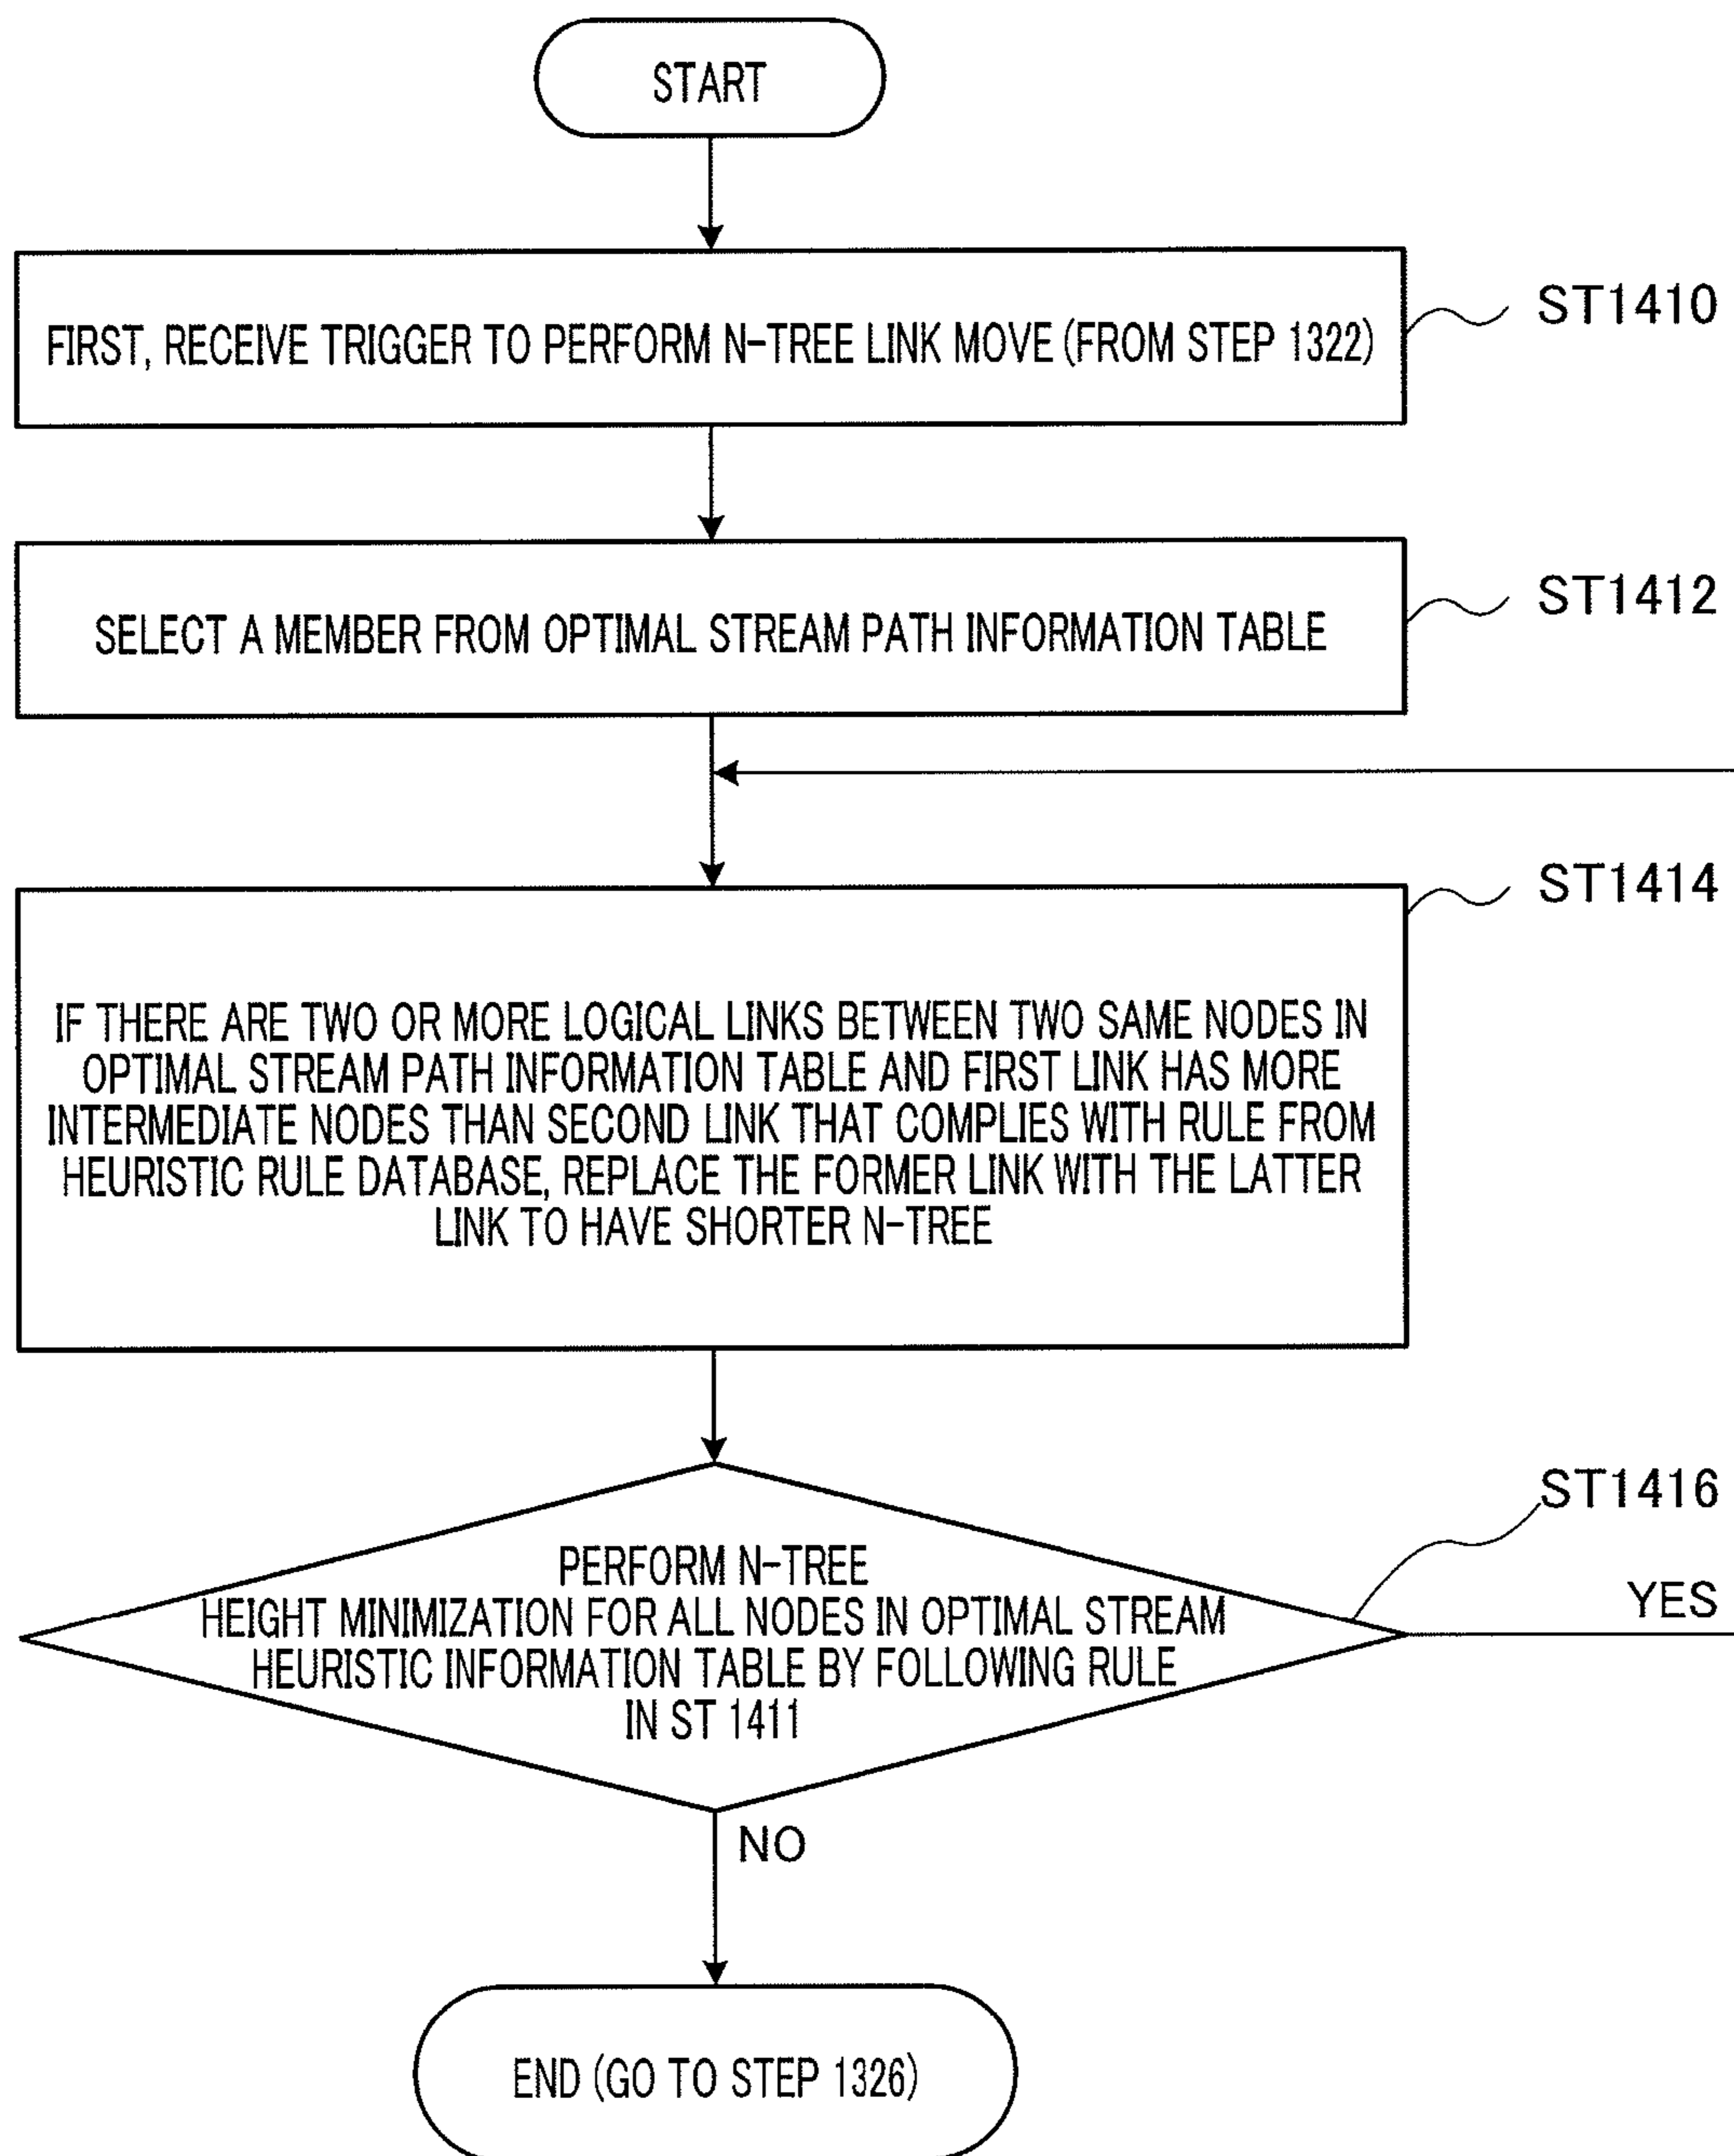 START
FIRST, RECEIVE TRIGGER TO PERFORM N-TREE LINK MOVE (FROM STEP 1322)
ST1410
SELECT A MEMBER FROM OPTIMAL STREAM PATH INFORMATION TABLE
ST1412
ST1414
IF THERE ARE TWO OR MORE LOGICAL LINKS BETWEEN TWO SAME NODES IN
OPTIMAL STREAM PATH INFORMATION TABLE AND FIRST LINK HAS MORE
INTERMEDIATE NODES THAN SECOND LINK THAT COMPLIES WITH RULE FROM
HEURISTIC RULE DATABASE, REPLACE THE FORMER LINK WITH THE LATTER
LINK TO HAVE SHORTER N-TREE
ST1416
PERFORM N-TREE
HEIGHT MINIMIZATION FOR ALL NODES IN OPTIMAL STREAM
HEURISTIC INFORMATION TABLE BY FOLLOWING RULE
IN ST 1411
YES
NO
END (GO TO STEP 1326)